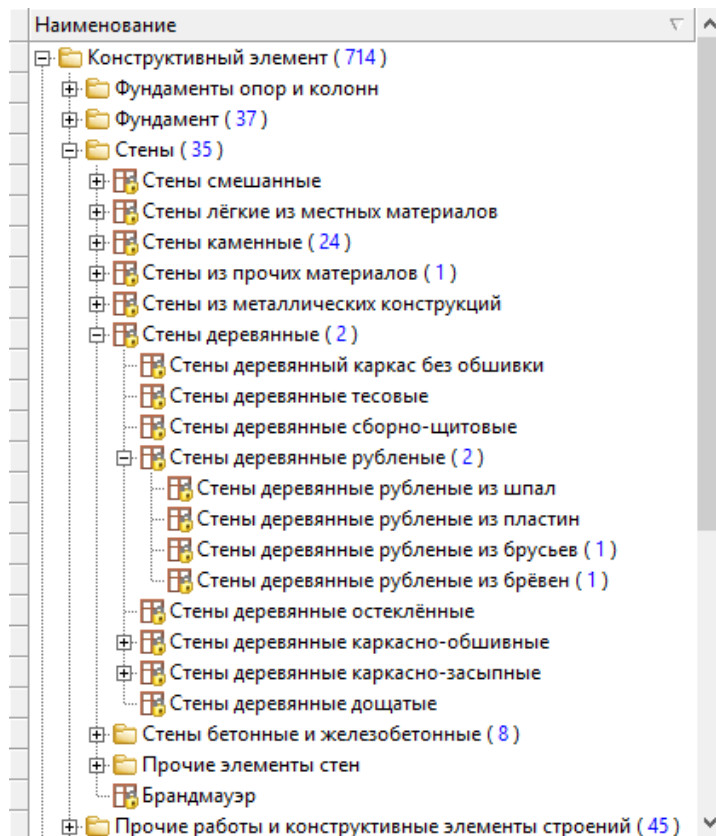 Наименование
Конструктивный элемент ( 714 )
Фундаменты опор и колонн
Фундамент ( 37 )
Стены ( 35 )
Стены смешанные
Стены лёгкие из местных материалов
Стены каменные ( 24 )
Стены из прочих материалов ( 1 )
Стены из металлических конструкций
Стены деревянные ( 2 )
Стены деревянный каркас без обшивки
Стены деревянные тесовые
Стены деревянные сборно-щитовые
Стены деревянные рубленые ( 2 )
Стены деревянные рубленые из шпал
Стены деревянные рубленые из пластин
Стены деревянные рубленые из брусьев ( 1 )
Стены деревянные рубленые из брёвен ( 1 )
Стены деревянные остеклённые
Стены деревянные каркасно-обшивные
Стены деревянные каркасно-засыпные
Стены деревянные дощатые
Стены бетонные и железобетонные ( 8 )
Прочие элементы стен
Брандмауэр
Прочие работы и конструктивные элементы строений ( 45 )